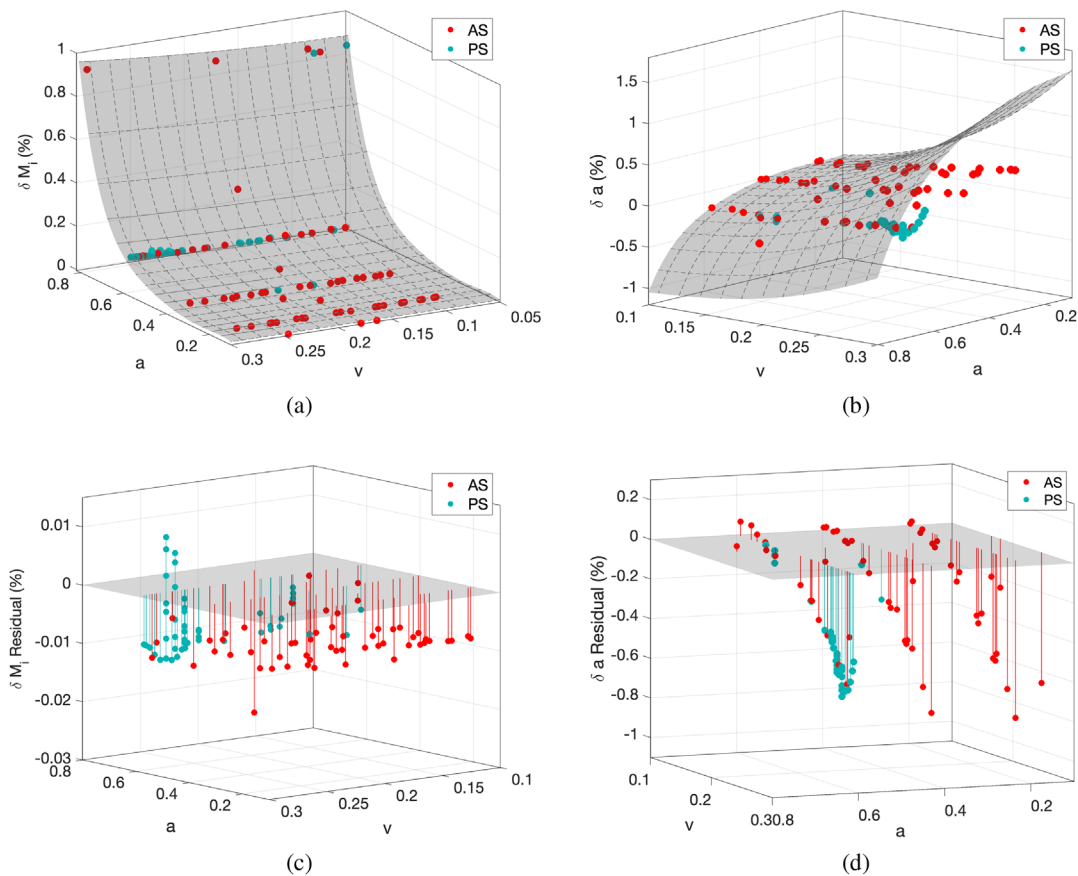 AS
PS
δ M_i (%)
1
0.8
0.6
0.4
0.2
0
0.8
0.6
0.4
0.2
a
0.3
0.25
0.2
0.15
0.1
0.05
v
(a)
AS
PS
δ a (%)
1.5
1
0.5
0
-0.5
-1
0.1
0.15
0.2
0.25
0.3
v
0.8
0.6
0.4
0.2
a
(b)
AS
PS
δ M_i Residual (%)
0.01
0
-0.01
-0.02
-0.03
0.8
0.6
0.4
0.2
a
0.3
0.25
0.2
0.15
0.1
v
(c)
AS
PS
δ a Residual (%)
0.2
0
-0.2
-0.4
-0.6
-0.8
-1
0.1
0.2
0.3
v
0.8
0.6
0.4
0.2
a
(d)